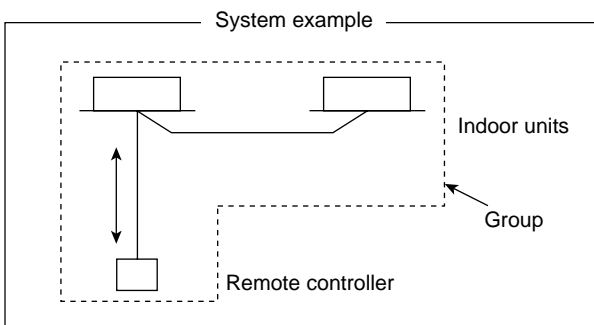 System example
Indoor units
Group
Remote controller